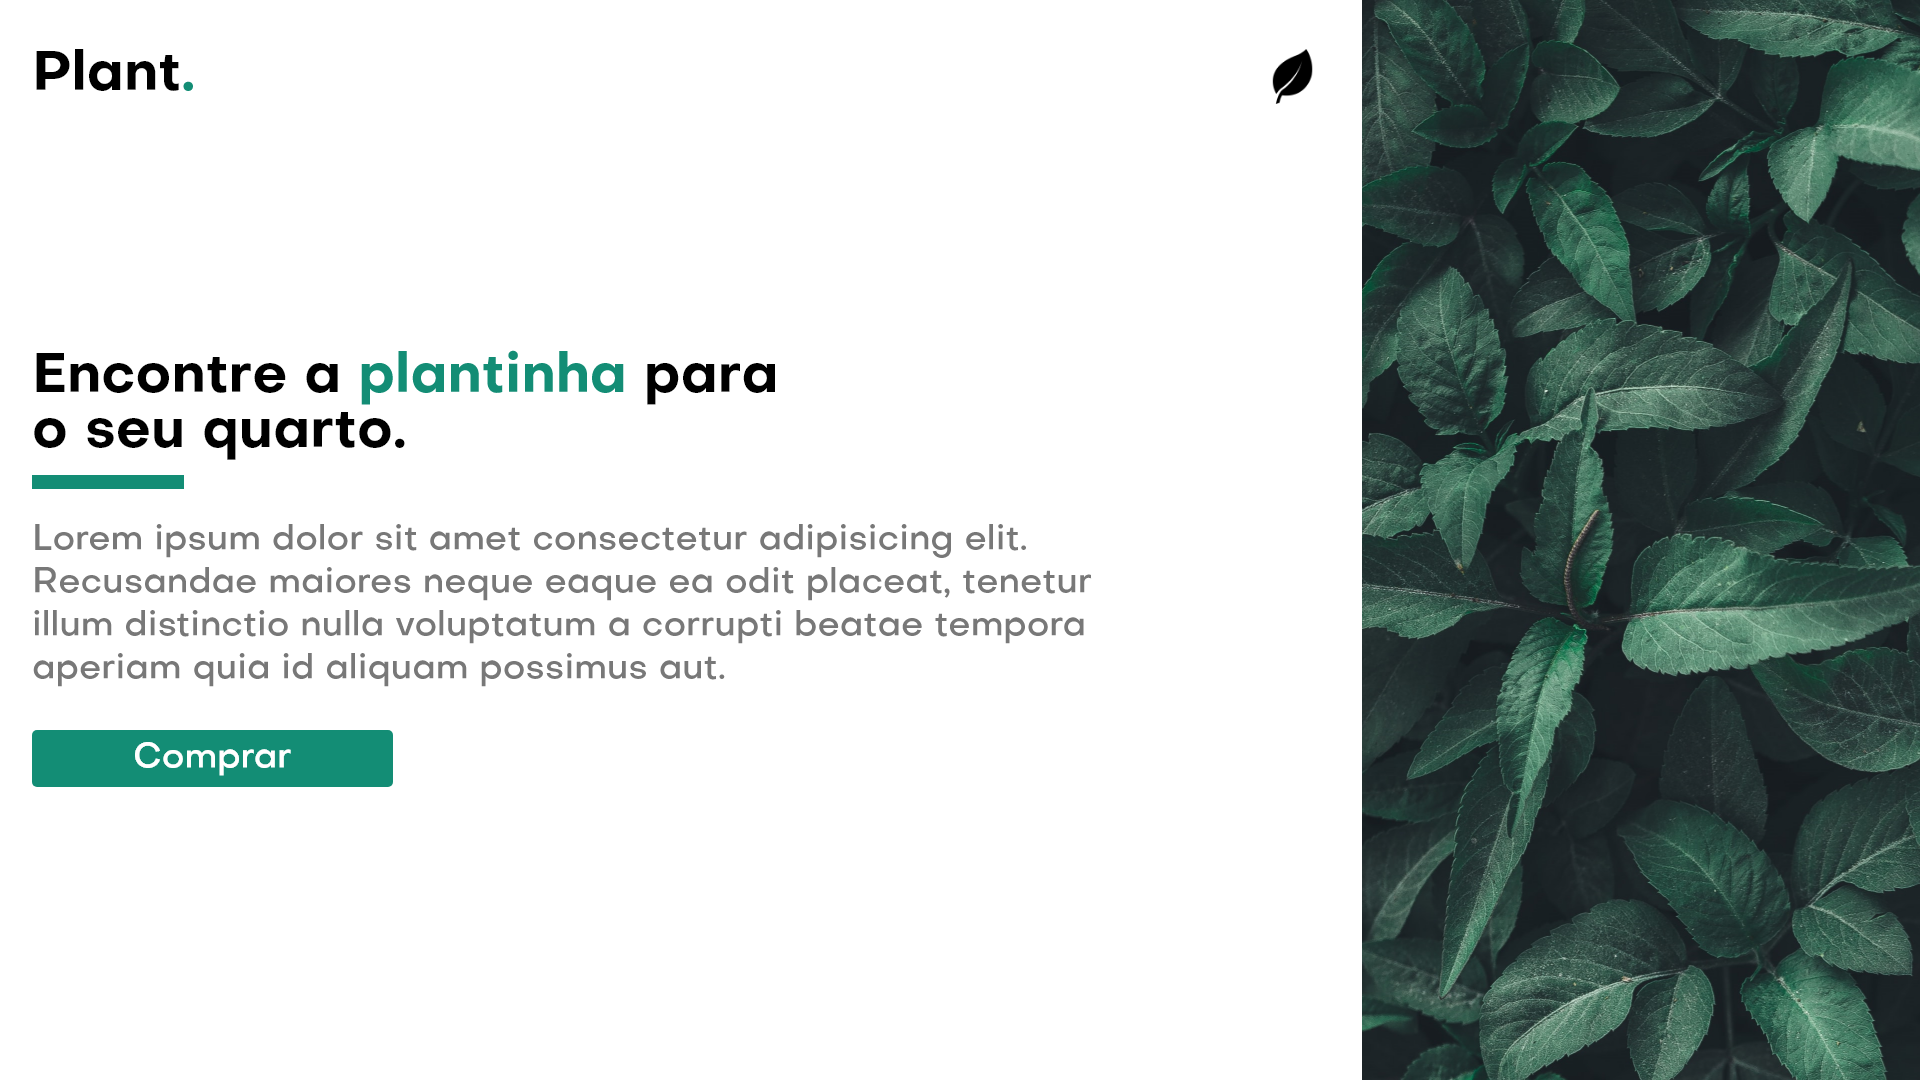 Plant.
Encontre a plantinha para
o seu quarto.
Lorem ipsum dolor sit amet consectetur adipisicing elit.
Recusandae maiores neque eaque ea odit placeat, tenetur
illum distinctio nulla voluptatum a corrupti beatae tempora
aperiam quia id aliquam possimus aut.
Comprar